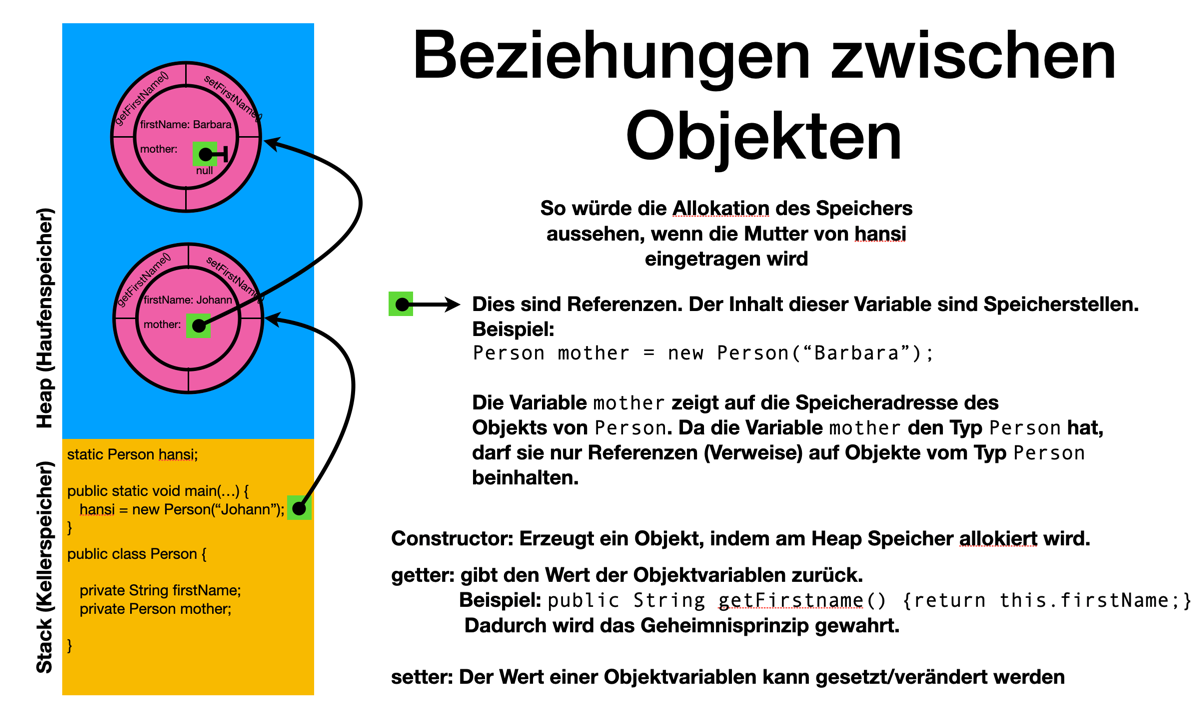 Beziehungen zwischen
Objekten
So würde die Allokation des Speichers
aussehen, wenn die Mutter von hansi
eingetragen wird
Heap (Haufenspeicher)
getFirstName()
setFirstName()
firstName: Barbara
mother:
null
getFirstName()
setFirstName()
firstName: Johann
mother:
Stack (Kellerspeicher)
static Person hansi;
public static void main(…) {
hansi = new Person(“Johann”);
}
public class Person {
private String firstName;
private Person mother;
}
Dies sind Referenzen. Der Inhalt dieser Variable sind Speicherstellen.
Beispiel:
Person mother = new Person(“Barbara”);
Die Variable mother zeigt auf die Speicheradresse des
Objekts von Person. Da die Variable mother den Typ Person hat,
darf sie nur Referenzen (Verweise) auf Objekte vom Typ Person
beinhalten.
Constructor: Erzeugt ein Objekt, indem am Heap Speicher allokiert wird.
getter: gibt den Wert der Objektvariablen zurück.
Beispiel: public String getFirstname() {return this.firstName;}
Dadurch wird das Geheimnisprinzip gewahrt.
setter: Der Wert einer Objektvariablen kann gesetzt/verändert werden